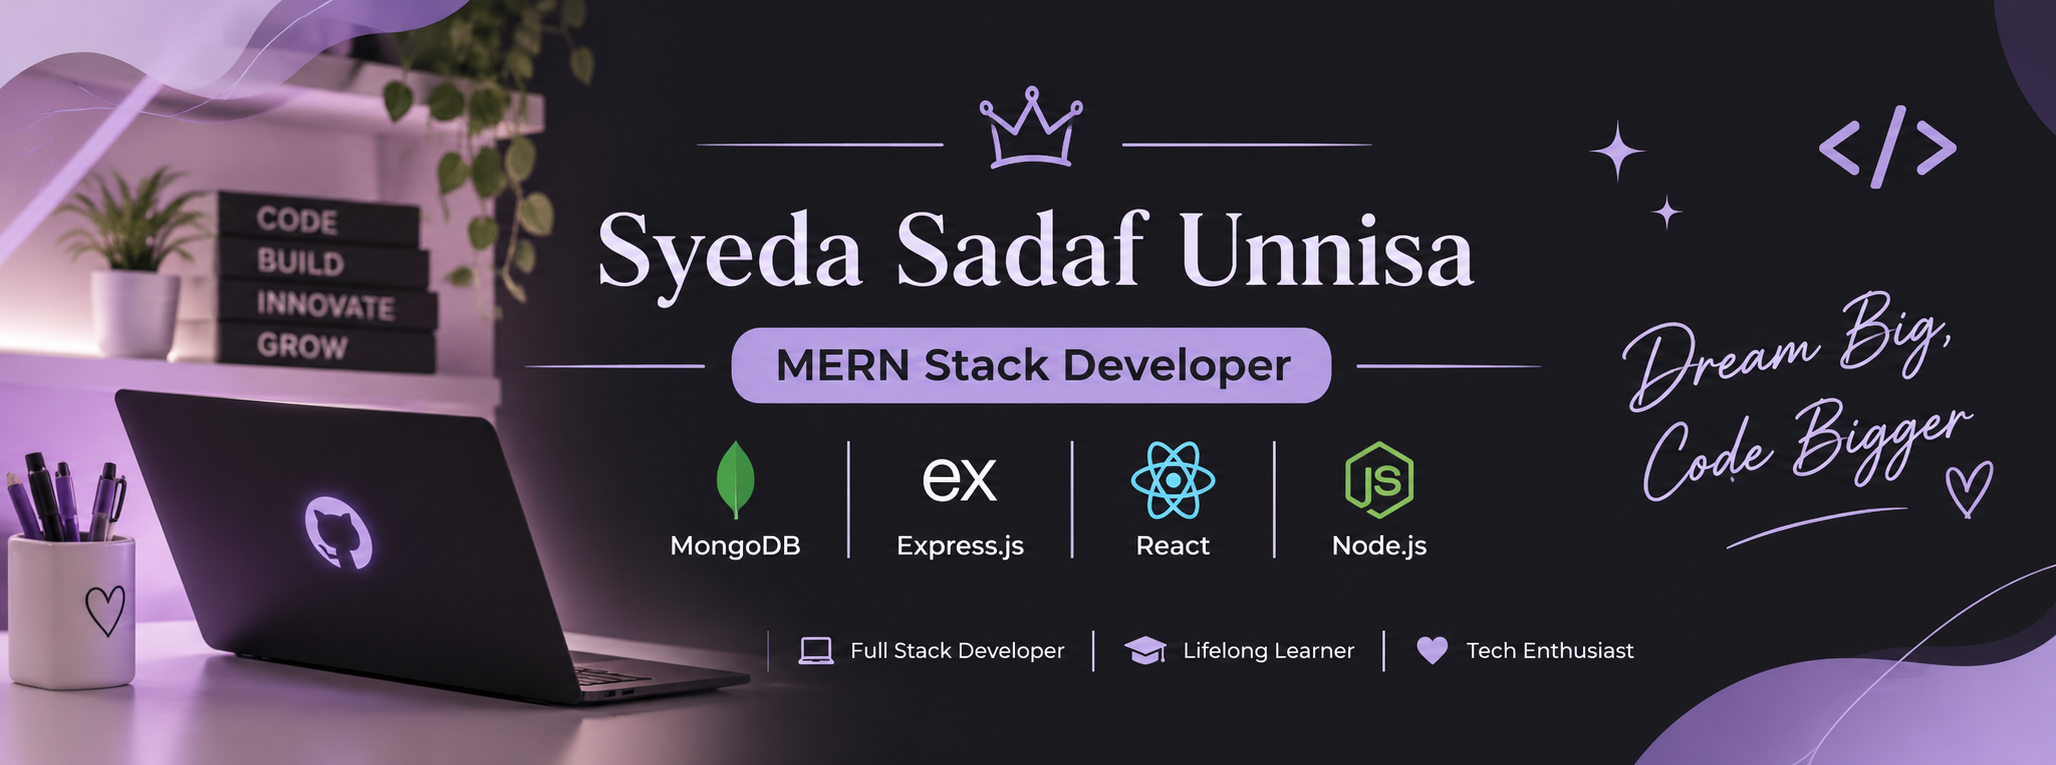 CODE
BUILD
INNOVATE
GROW
</>
Syeda Sadaf Unnisa
MERN Stack Developer
ex
JS
MongoDB
Express.js
React
Node.js
Full Stack Developer
Lifelong Learner
Tech Enthusiast
Dream Big,
Code Bigger